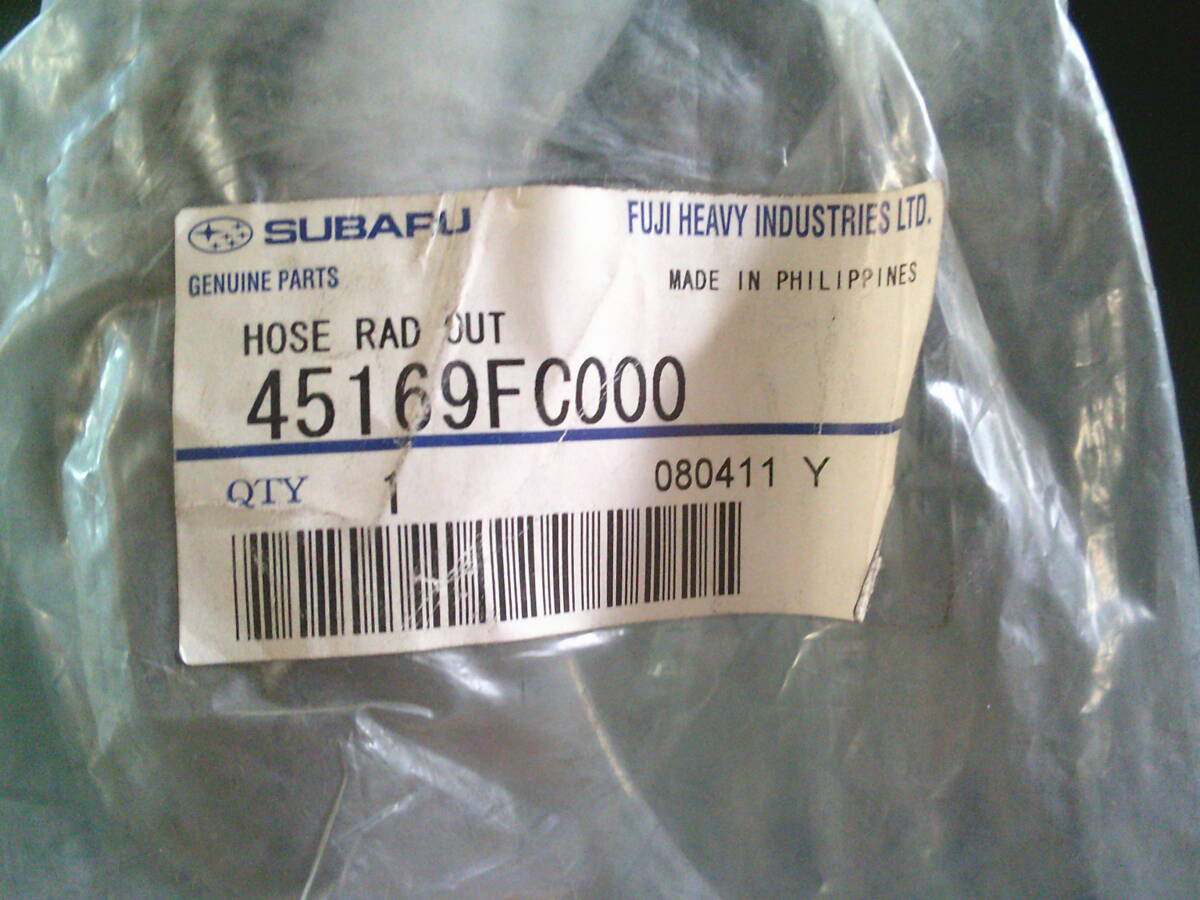 SUBARU
FUJI HEAVY INDUSTRIES LTD.
GENUINE PARTS
MADE IN PHILIPPINES
HOSE RAD OUT
45169FC000
QTY 1
080411 Y